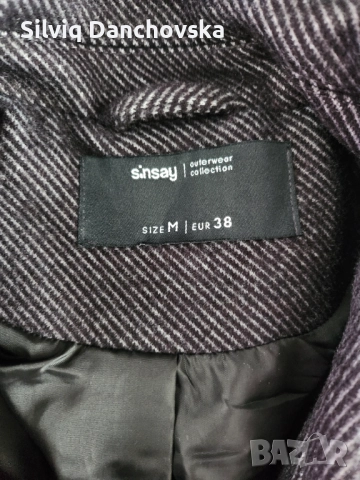 Silviq Danchovska
sinsay | outerwear
collection
SIZE M | EUR 38
BAZAR